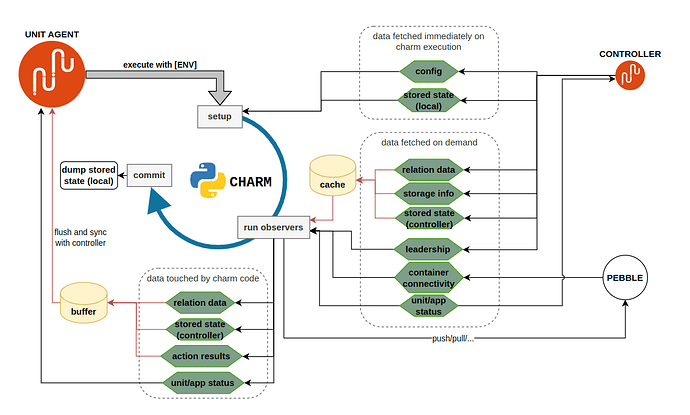 UNIT AGENT
execute with [ENV]
data fetched immediately on
charm execution
config
stored state
(local)
CONTROLLER
setup
data fetched on demand
relation data
storage info
stored state
(controller)
leadership
container
connectivity
unit/app
status
cache
dump stored
state (local)
commit
CHARM
run observers
flush and sync
with controller
buffer
data touched by charm code
relation data
stored state
(controller)
action results
unit/app status
PEBBLE
push/pull/...